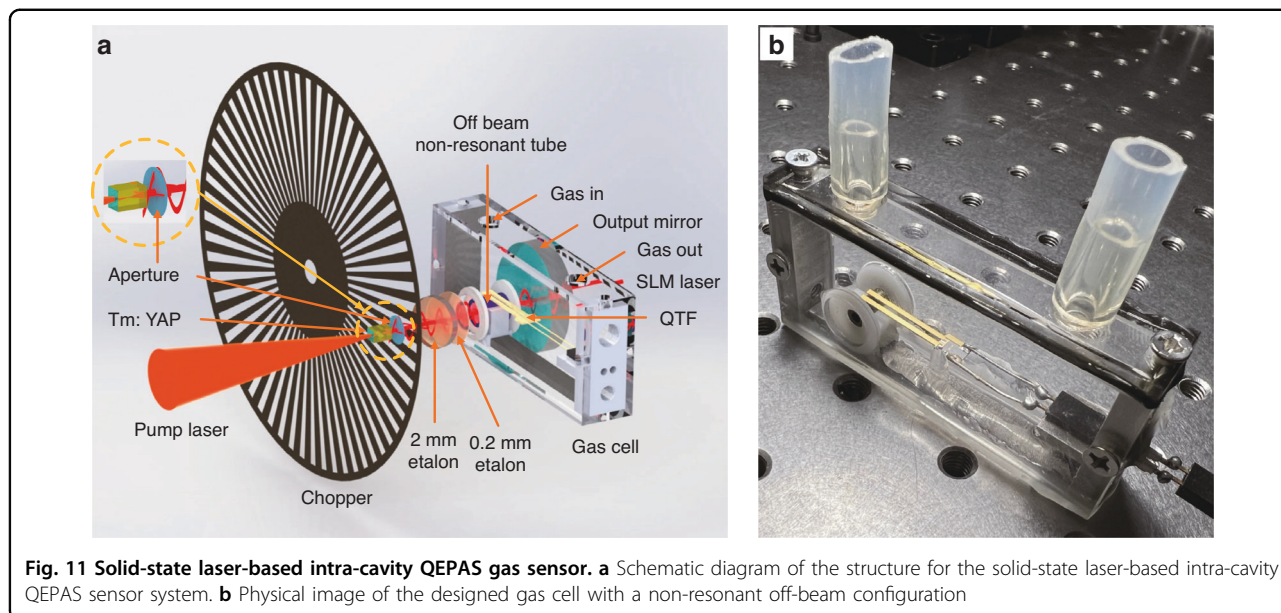 a
Off beam
non-resonant tube
Gas in
Output mirror
Gas out
SLM laser
QTF
Aperture
Tm: YAP
Pump laser
2 mm
etalon
0.2 mm
etalon
Gas cell
Chopper
b
Fig. 11 Solid-state laser-based intra-cavity QEPAS gas sensor. a Schematic diagram of the structure for the solid-state laser-based intra-cavity
QEPAS sensor system. b Physical image of the designed gas cell with a non-resonant off-beam configuration